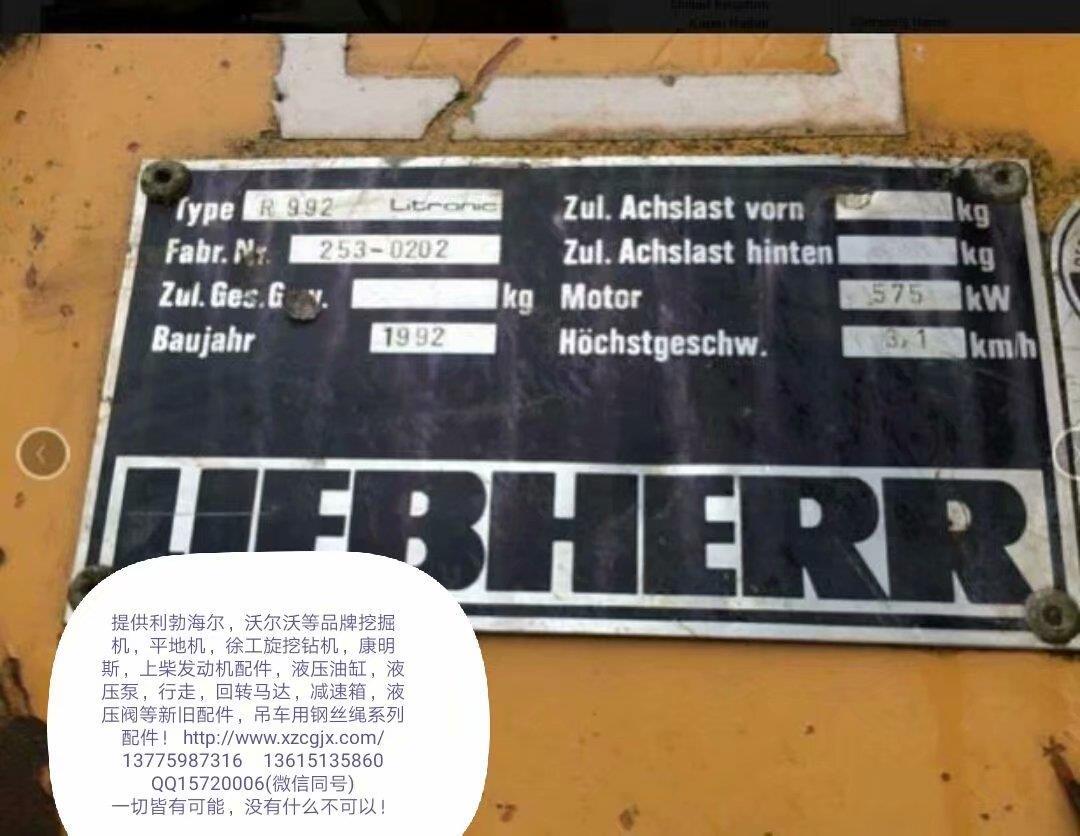 United Kingdom
Type R 992 Litronic
Fabr. Nr. 253-0202
Zul. Ges. kg
Baujahr 1992
Zul. Achslast vorn kg
Zul. Achslast hinten kg
Motor 575 kW
Höchstgeschw. 3,1 km/h
LIEBHERR
提供利勃海尔，沃尔沃等品牌挖掘
机，平地机，徐工旋挖钻机，康明
斯，上柴发动机配件，液压油缸，液
压泵，行走，回转马达，减速箱，液
压阀等新旧配件，吊车用钢丝绳系列
配件！http://www.xzcgjx.com/
13775987316 13615135860
QQ15720006(微信同号)
一切皆有可能，没有什么不可以！